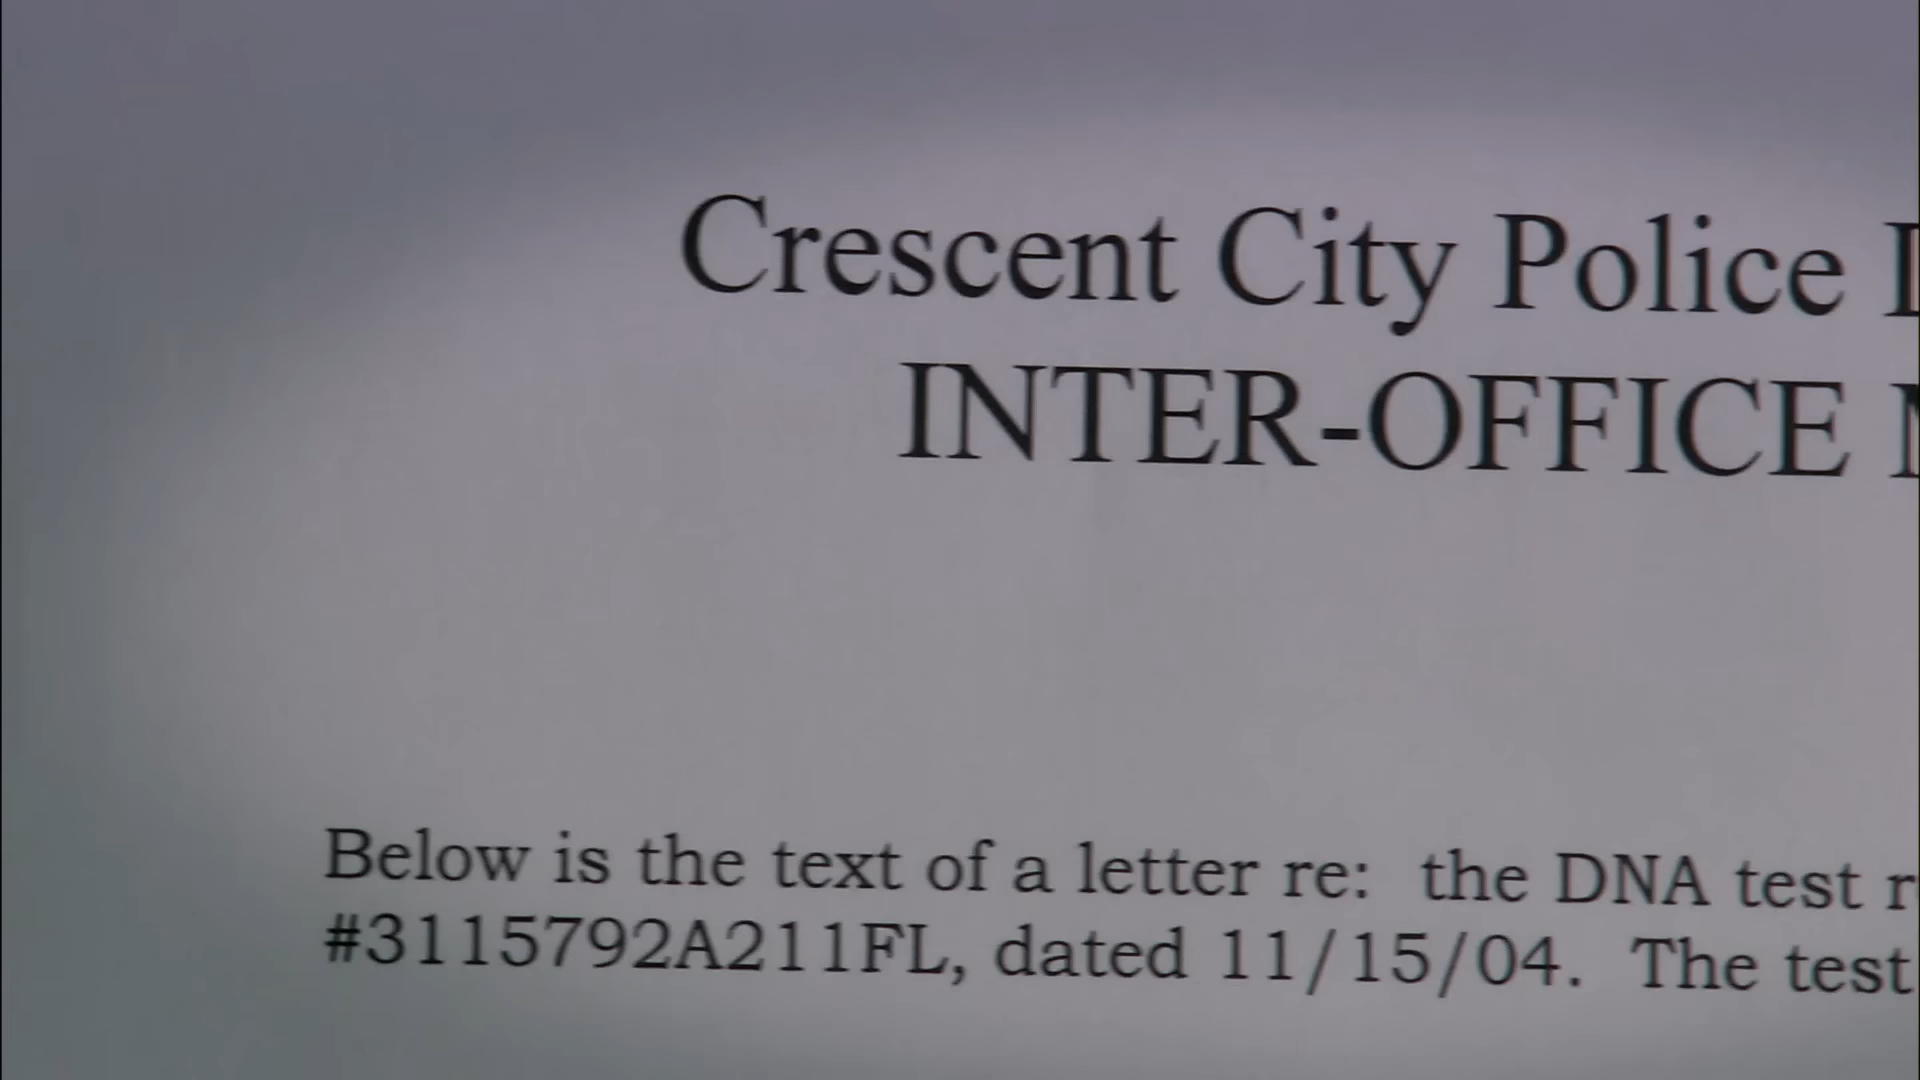 Crescent City Police
INTER-OFFICE
Below is the text of a letter re:  the DNA test
#3115792A211FL, dated 11/15/04.  The test